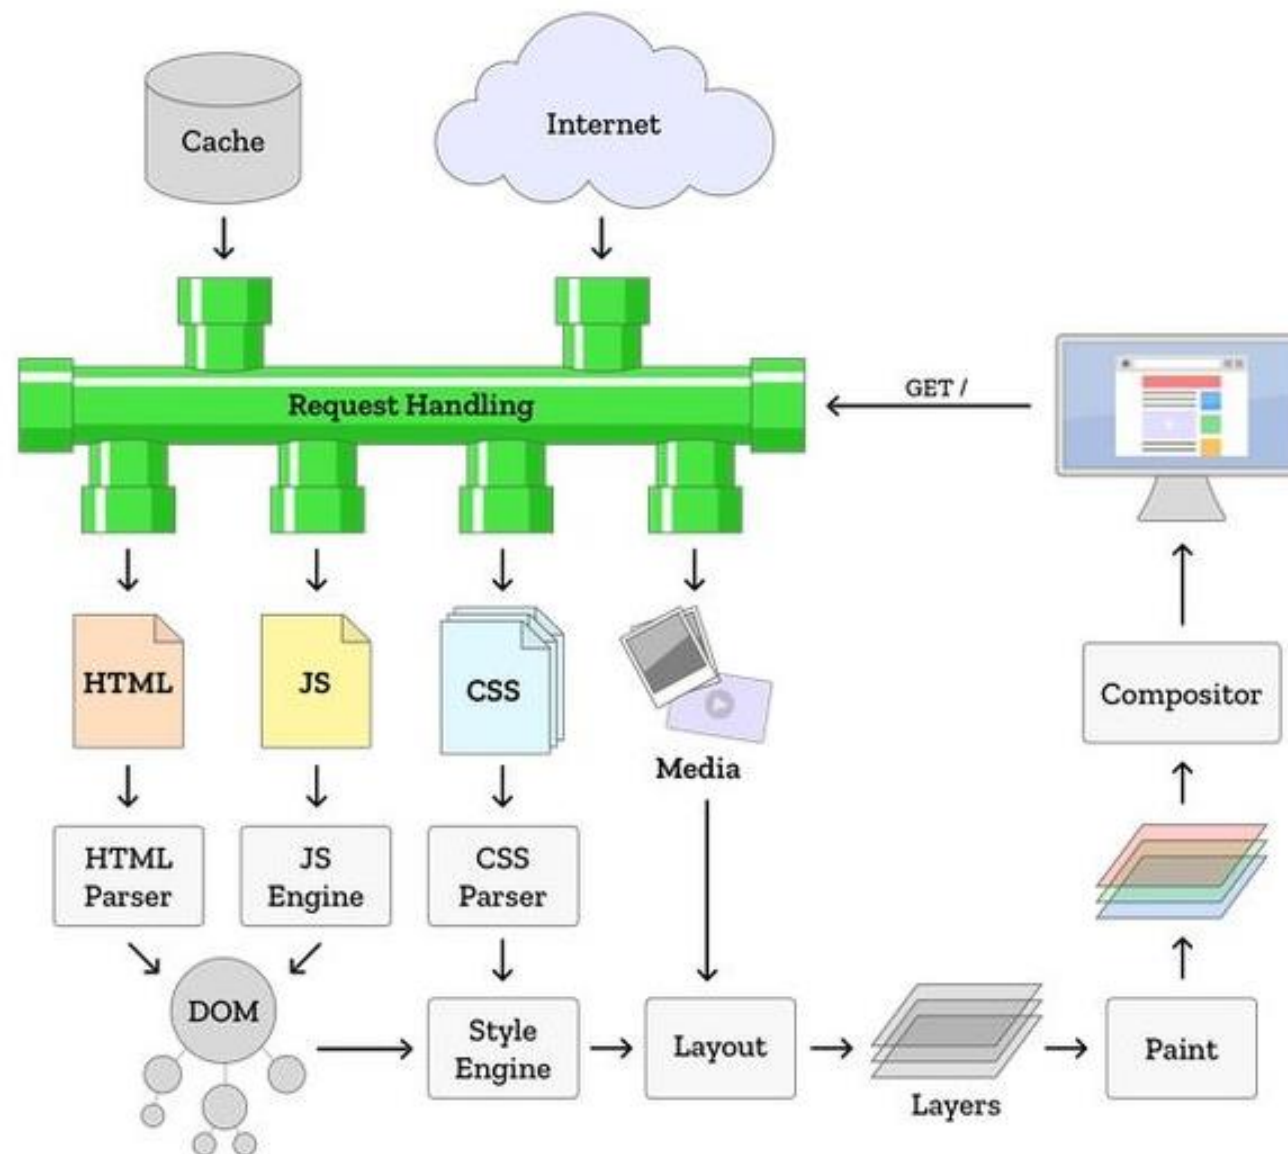 Cache
Internet
Request Handling
GET /
HTML
JS
CSS
Media
Compositor
HTML
Parser
JS
Engine
CSS
Parser
DOM
Style
Engine
Layout
Layers
Paint